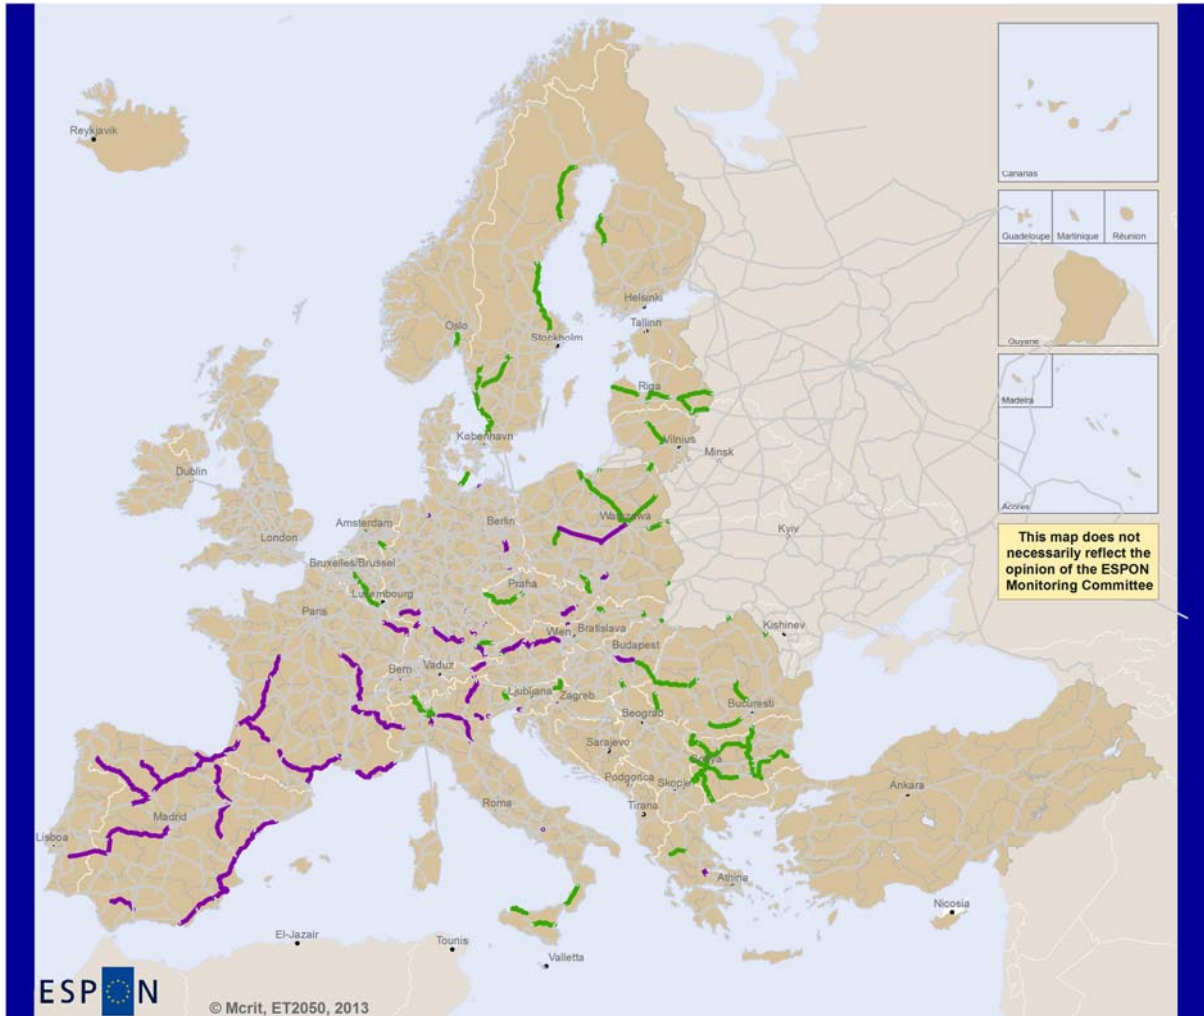 Reykjavik
Canarias
Guadeloupe
Martinique
Réunion
Guyane
Madeira
Acores
This map does not
necessarily reflect the
opinion of the ESPON
Monitoring Committee
Helsinki
Tallinn
Oslo
Stockholm
Riga
København
Vilnius
Minsk
Dublin
Amsterdam
Berlin
Warszawa
London
Kyiv
Bruxelles/Brussel
Praha
Luxembourg
Paris
Wien
Bratislava
Kishinev
Budapest
Bern
Vaduz
Ljubljana
Zagreb
Bucuresti
Beograd
Sarajevo
Sofiya
Podgorica
Skopje
Ankara
Madrid
Roma
Tirana
Lisboa
Athina
Nicosia
El-Jazair
Tounis
Valletta
ESPON
© Mcrit, ET2050, 2013